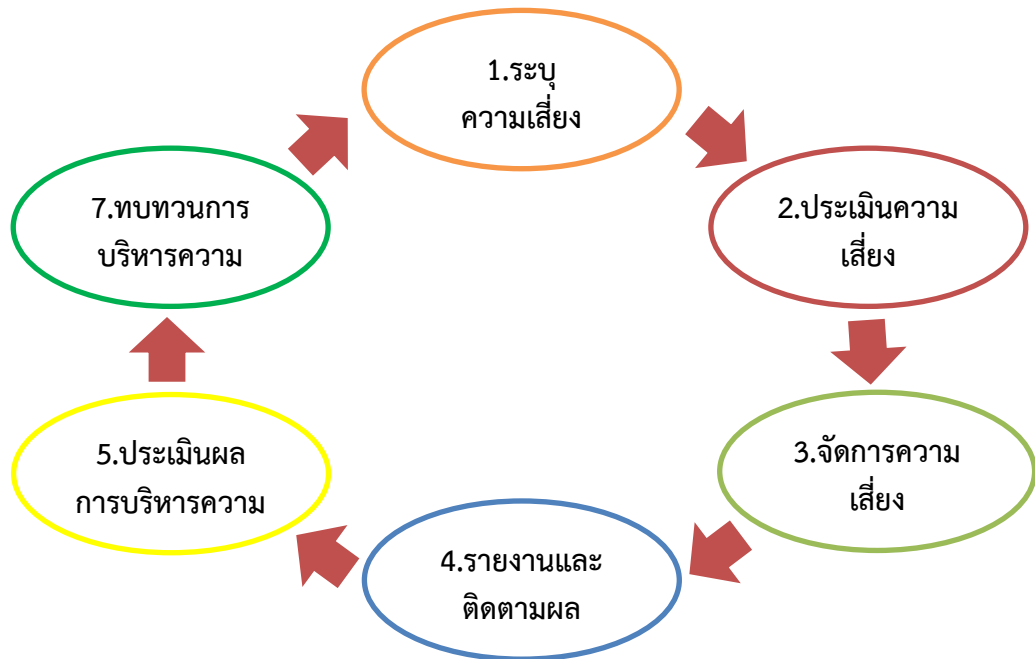 1.ระบุ
ความเสี่ยง
2.ประเมินความ
เสี่ยง
3.จัดการความ
เสี่ยง
4.รายงานและ
ติดตามผล
5.ประเมินผล
การบริหารความ
7.ทบทวนการ
บริหารความ